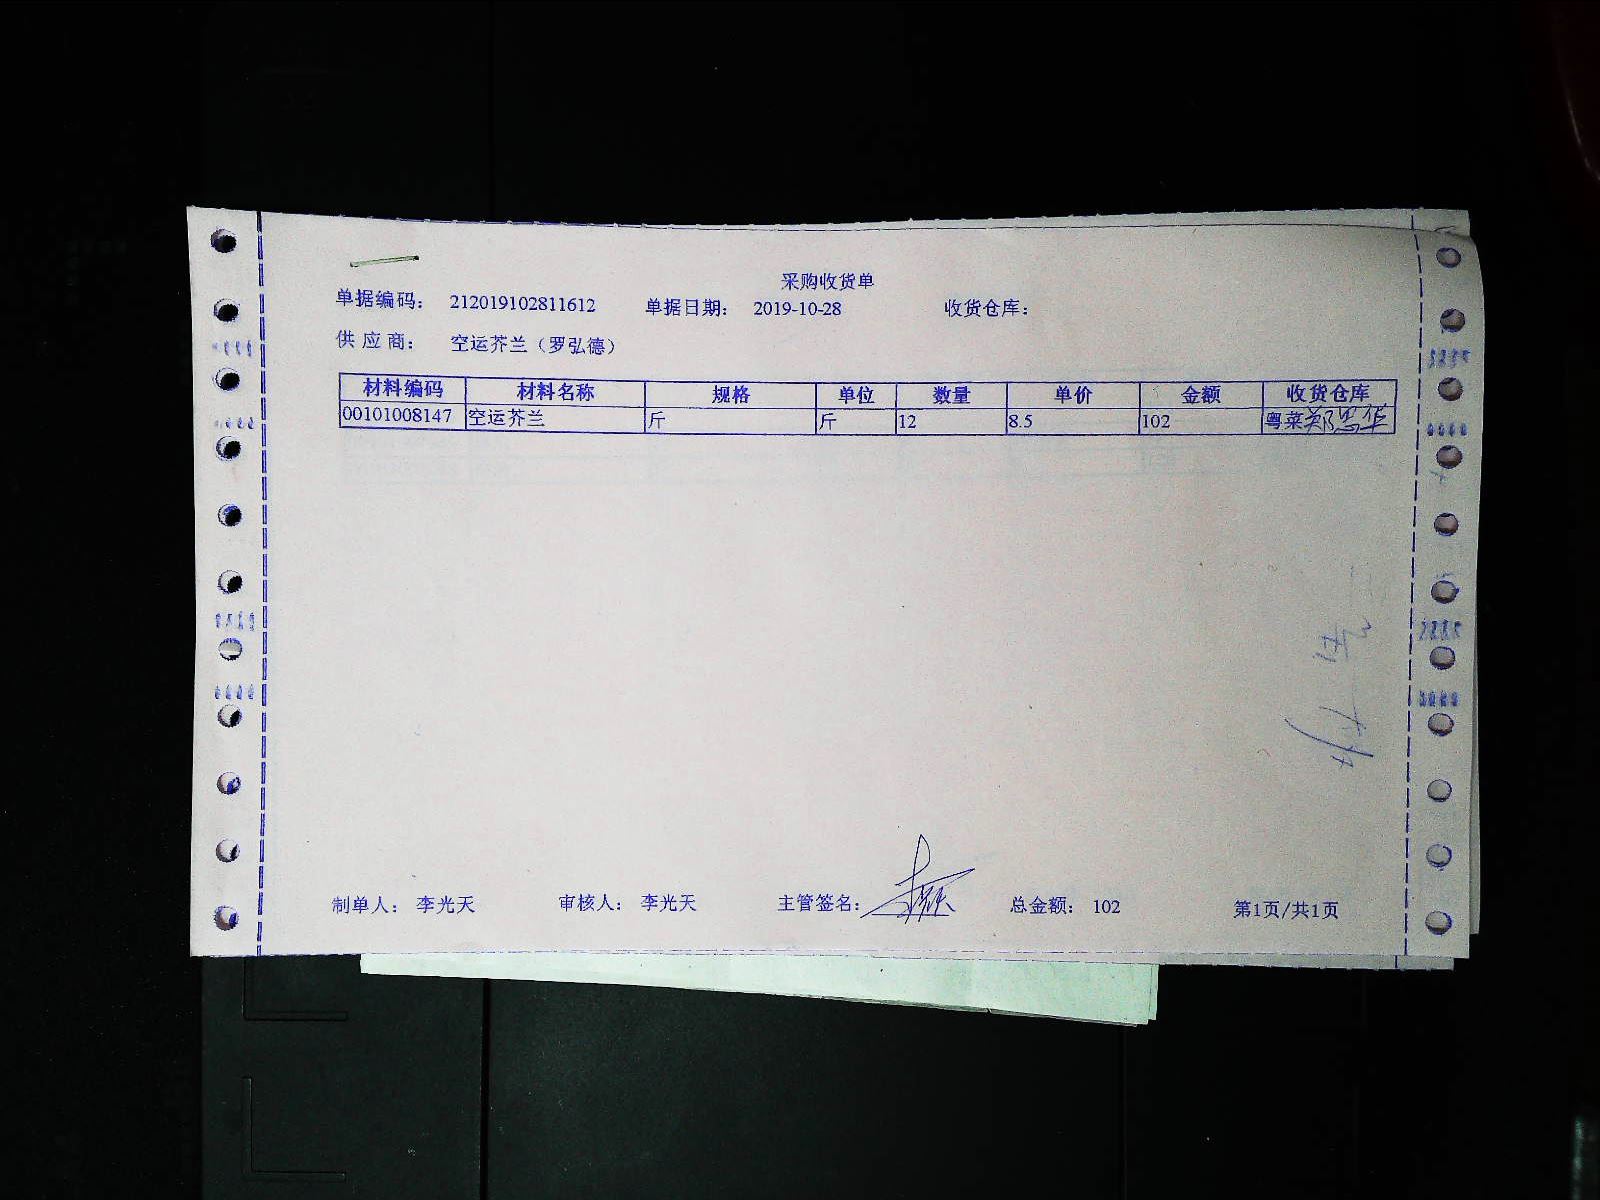 采购收货单
单据编码： 212019102811612 单据日期： 2019-10-28 收货仓库：
供应商： 空运芥兰（罗弘德）
材料编码 材料名称 规格 单位 数量 单价 金额 收货仓库
00101008147 空运芥兰 斤 斤 12 8.5 102 粤菜
制单人： 李光天 审核人： 李光天 主管签名： 总金额： 102 第1页/共1页